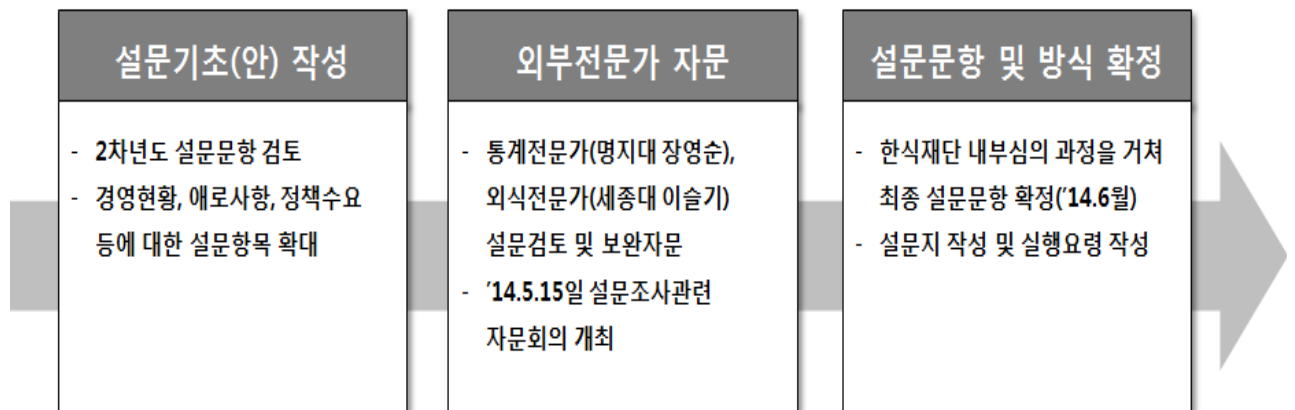 설문기초(안) 작성
- 2차년도 설문문항 검토
- 경영현황, 애로사항, 정책수요
등에 대한 설문항목 확대
외부전문가 자문
- 통계전문가(명지대 장영순),
외식전문가(세종대 이슬기)
설문검토 및 보완자문
- ’14.5.15일 설문조사관련
자문회의 개최
설문문항 및 방식 확정
- 한식재단 내부심의 과정을 거쳐
최종 설문문항 확정(’14.6월)
- 설문지 작성 및 실행요령 작성